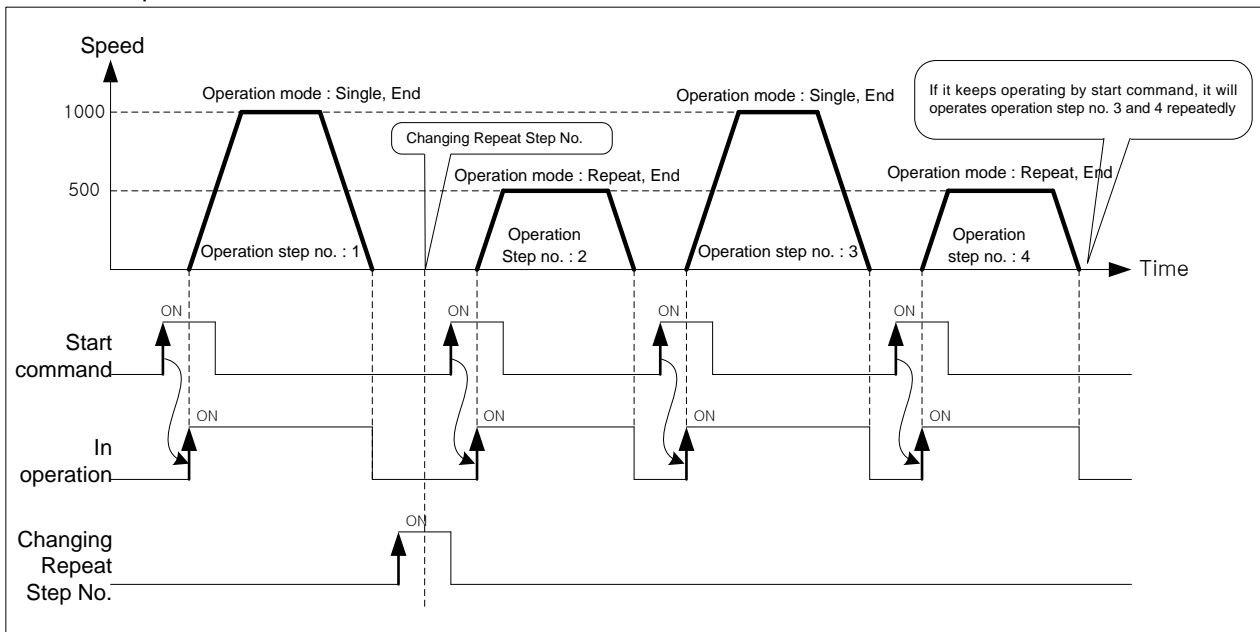 Speed
1000
500
Operation mode : Single, End
Operation step no. : 1
Changing Repeat Step No.
Operation mode : Repeat, End
Operation
Step no. : 2
Operation mode : Single, End
Operation step no. : 3
Operation mode : Repeat, End
Operation
step no. : 4
If it keeps operating by start command, it will
operates operation step no. 3 and 4 repeatedly
Time
Start
command
ON
ON
ON
ON
In
operation
ON
ON
ON
ON
Changing
Repeat
Step No.
ON